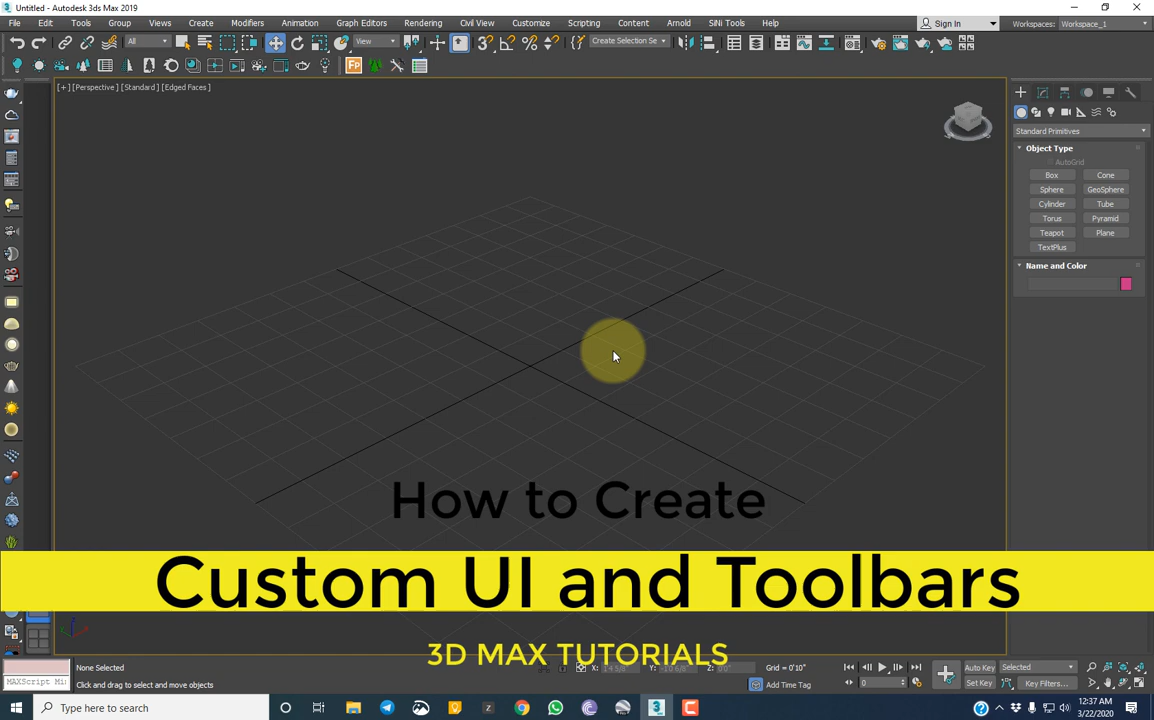 Untitled - Autodesk 3ds Max 2019
File Edit Tools Group Views Create Modifiers Animation Graph Editors Rendering Civil View Customize Scripting Content Arnold SiNi Tools Help Sign In Workspaces: Workspace_1
All View Create Selection Se
Fp
[+] [Perspective] [Standard] [Edged Faces]
Standard Primitives
Object Type
AutoGrid
Box Cone
Sphere GeoSphere
Cylinder Tube
Torus Pyramid
Teapot Plane
TextPlus
Name and Color
How to Create
Custom UI and Toolbars
3D MAX TUTORIALS
None Selected X: Y: Z: Grid = 0'10" Auto Key Selected
MAXScript Mi: Click and drag to select and move objects Add Time Tag 0 Set Key Key Filters...
Type here to search
12:37 AM
3/22/2020